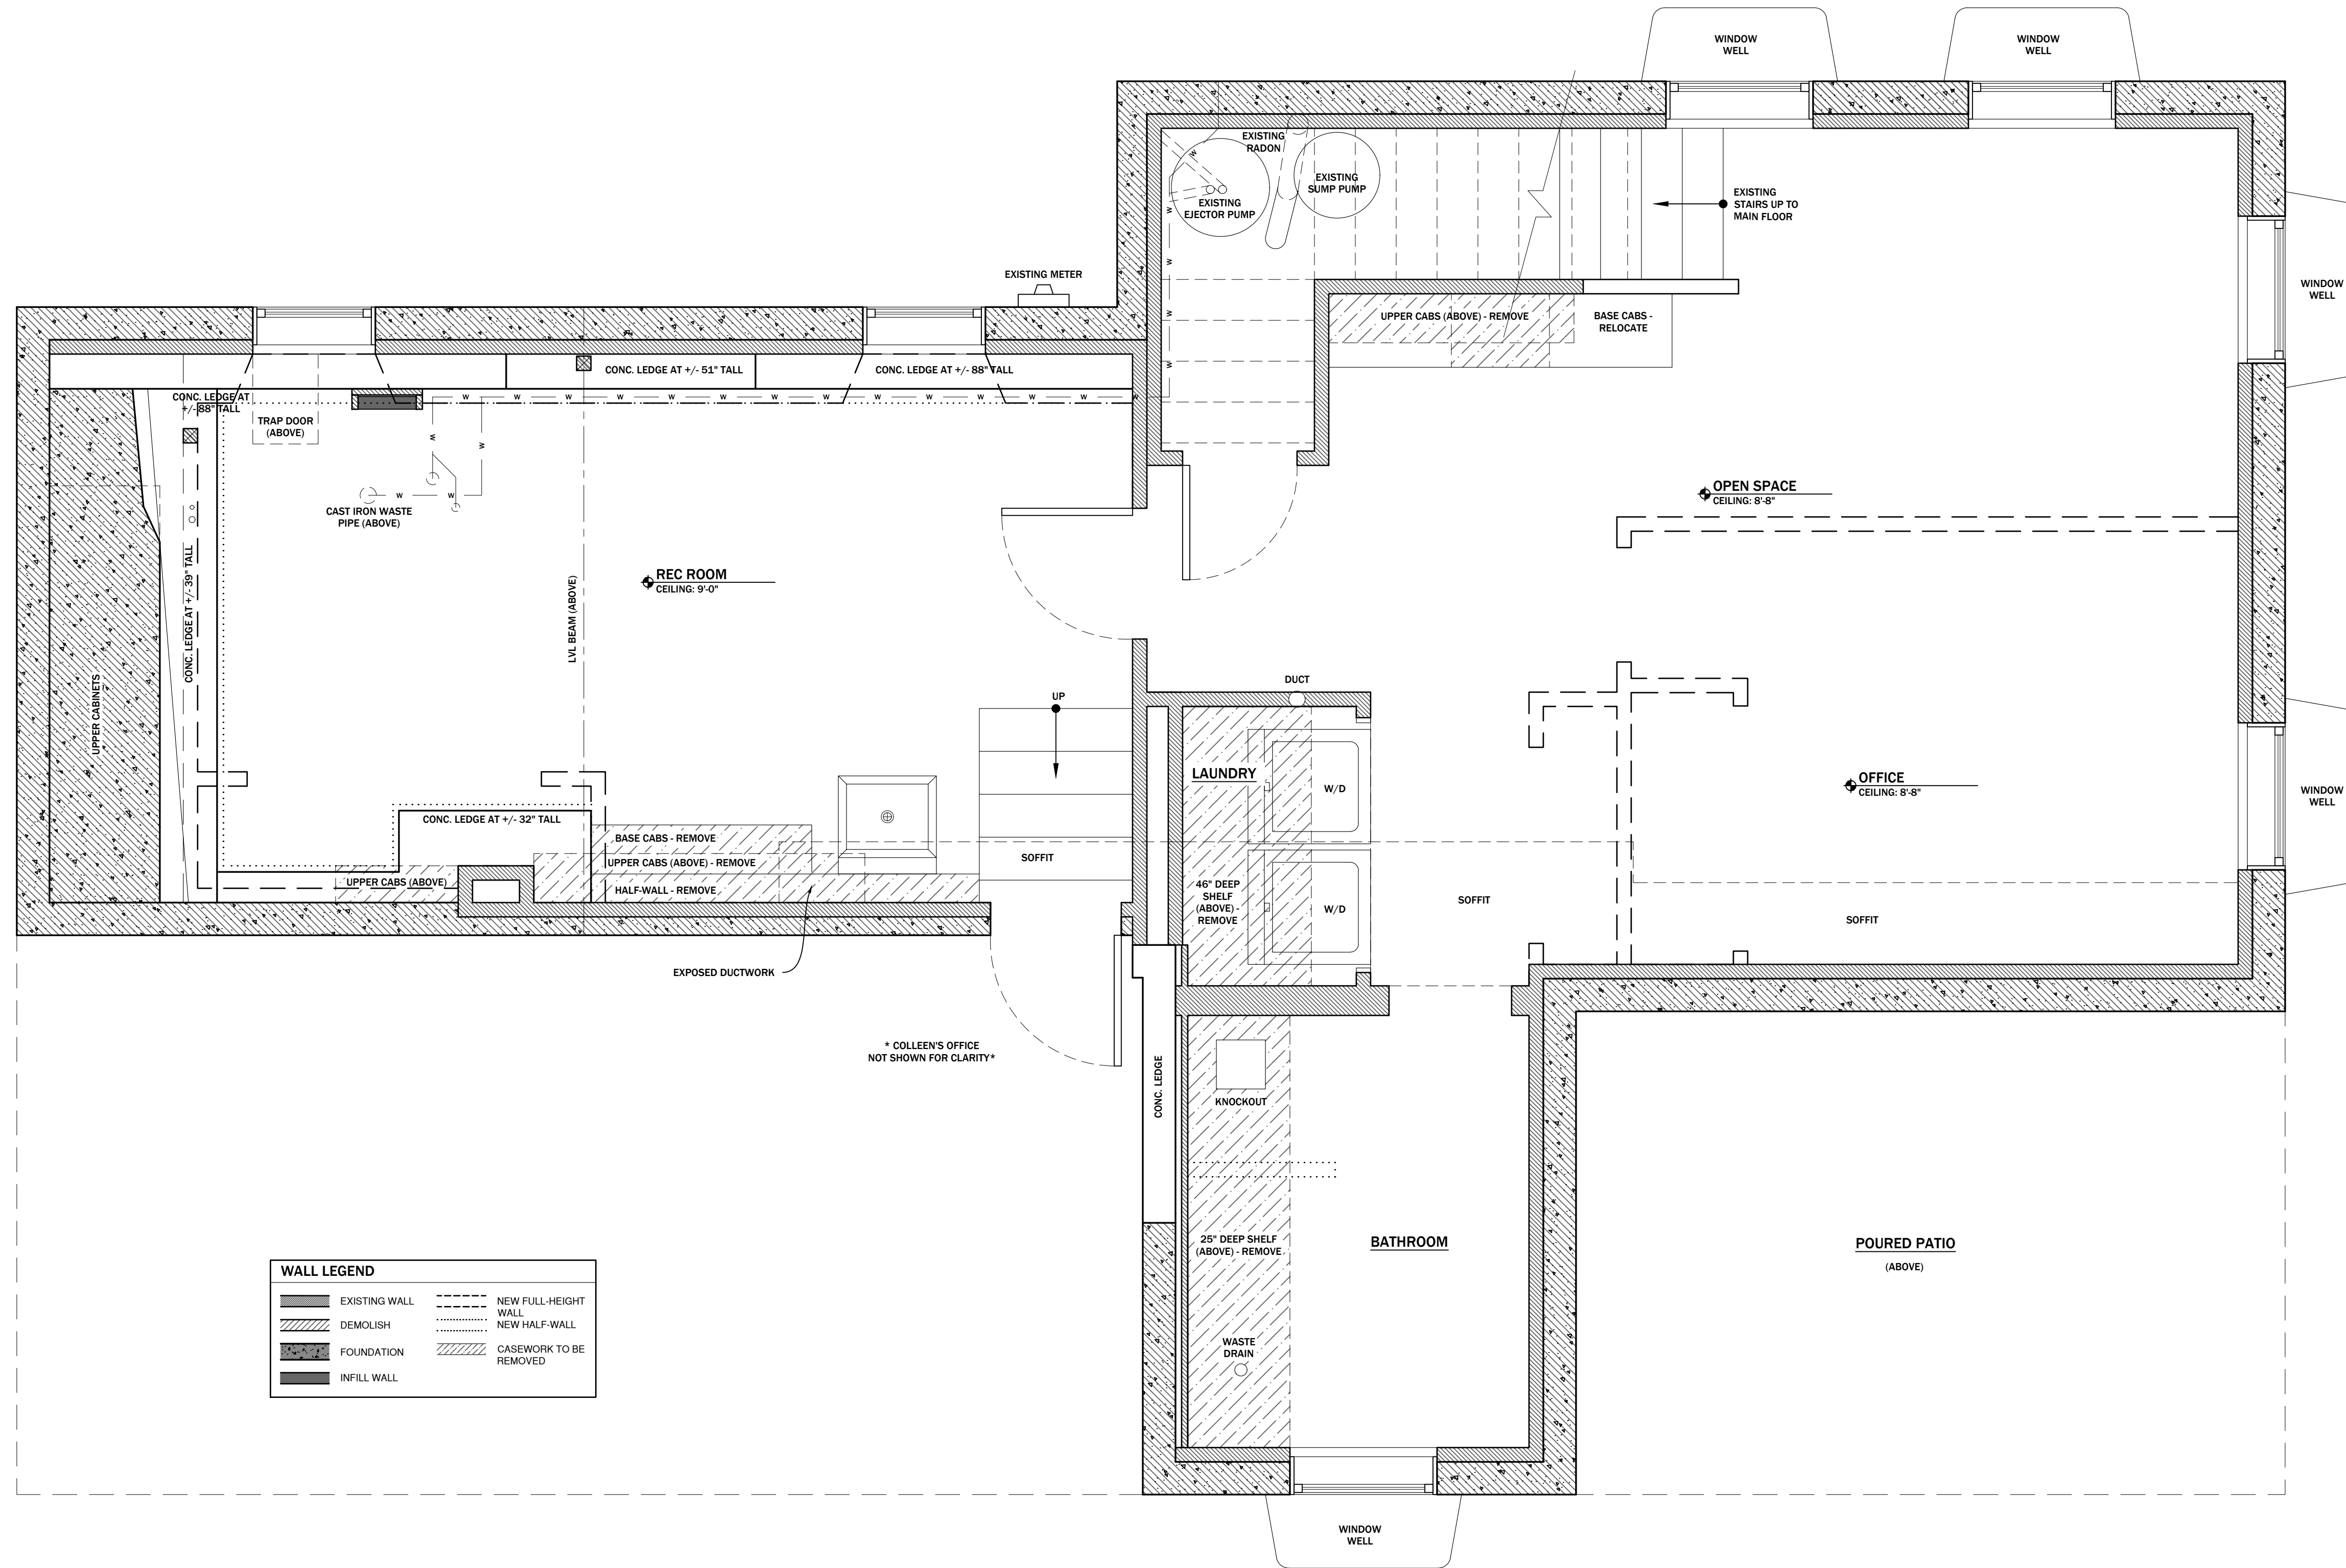 WINDOW
WELL
WINDOW
WELL
EXISTING
RADON
EXISTING
SUMP PUMP
EXISTING
EJECTOR PUMP
EXISTING
STAIRS UP TO
MAIN FLOOR
EXISTING METER
WINDOW
WELL
UPPER CABS (ABOVE) - REMOVE
BASE CABS -
RELOCATE
CONC. LEDGE AT +/- 51" TALL
CONC. LEDGE AT +/- 88" TALL
CONC. LEDGE AT
+/- 88" TALL
TRAP DOOR
(ABOVE)
W W W W W W W W W W W W W W
W
W
W
W
W
W
W
W W
CAST IRON WASTE
PIPE (ABOVE)
OPEN SPACE
CEILING: 8'-8"
CONC. LEDGE AT +/- 39" TALL
REC ROOM
CEILING: 9'-0"
LVL BEAM (ABOVE)
UPPER CABINETS
UP
DUCT
LAUNDRY
W/D
OFFICE
CEILING: 8'-8"
WINDOW
WELL
CONC. LEDGE AT +/- 32" TALL
BASE CABS - REMOVE
UPPER CABS (ABOVE) - REMOVE
HALF-WALL - REMOVE
UPPER CABS (ABOVE)
SOFFIT
46" DEEP
SHELF
(ABOVE) -
REMOVE
W/D
SOFFIT
SOFFIT
EXPOSED DUCTWORK
* COLLEEN'S OFFICE
NOT SHOWN FOR CLARITY*
CONC. LEDGE
KNOCKOUT
25" DEEP SHELF
(ABOVE) - REMOVE
BATHROOM
POURED PATIO
(ABOVE)
WASTE
DRAIN
WALL LEGEND
EXISTING WALL
DEMOLISH
FOUNDATION
INFILL WALL
NEW FULL-HEIGHT
WALL
NEW HALF-WALL
CASEWORK TO BE
REMOVED
WINDOW
WELL